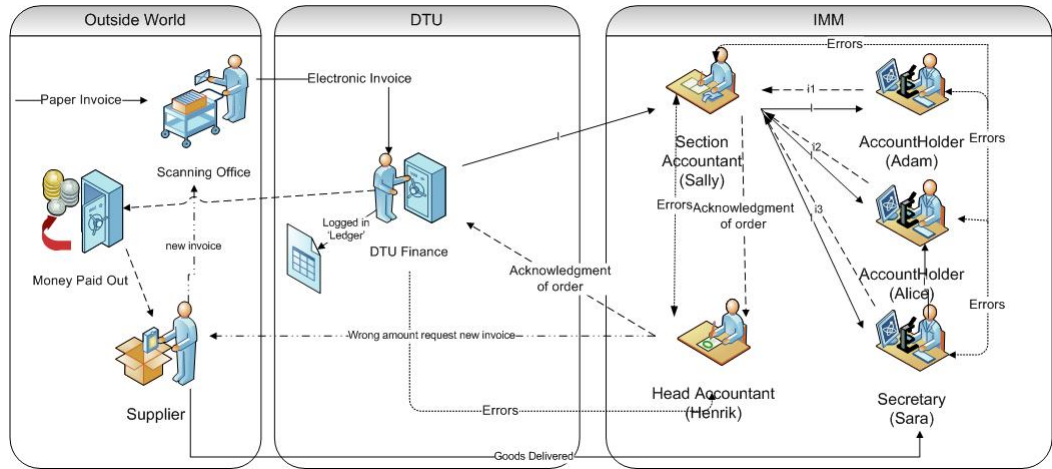 Outside World
DTU
IMM
Errors
Paper Invoice
Electronic Invoice
i1
i
Scanning Office
i
Section
Accountant
(Sally)
AccountHolder
(Adam)
Errors
i2
i3
new invoice
Logged in
'Ledger'
DTU Finance
Errors
Acknowledgment
of order
Money Paid Out
Acknowledgment
of order
AccountHolder
(Alice)
Errors
Wrong amount request new invoice
Supplier
Errors
Head Accountant
(Henrik)
Secretary
(Sara)
Goods Delivered